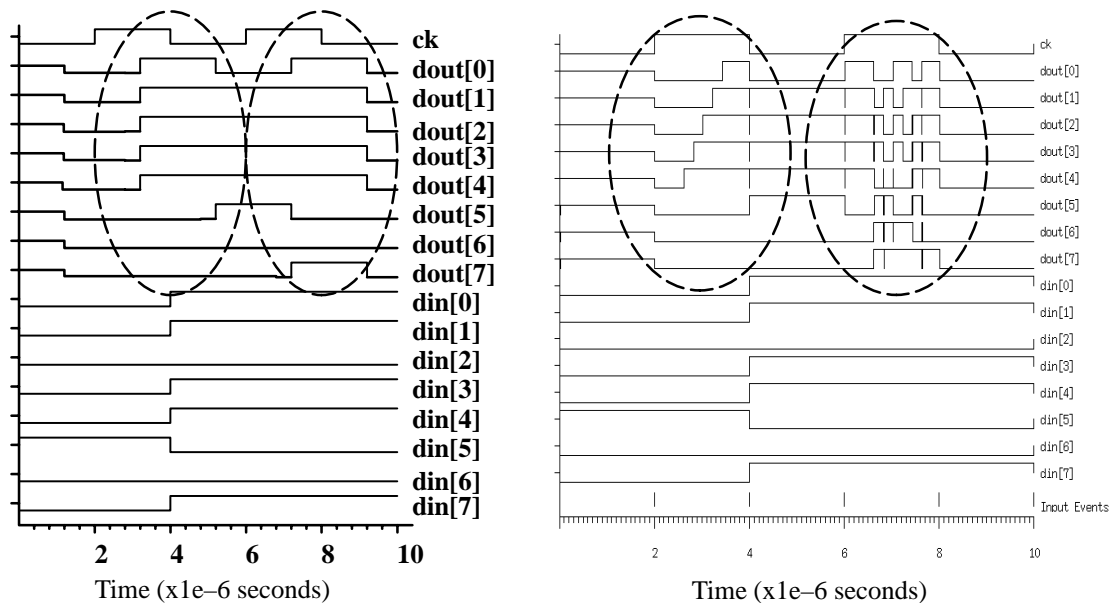 ck
dout[0]
dout[1]
dout[2]
dout[3]
dout[4]
dout[5]
dout[6]
dout[7]
din[0]
din[1]
din[2]
din[3]
din[4]
din[5]
din[6]
din[7]
2 4 6 8 10
Time (x1e–6 seconds)
ck
dout[0]
dout[1]
dout[2]
dout[3]
dout[4]
dout[5]
dout[6]
dout[7]
din[0]
din[1]
din[2]
din[3]
din[4]
din[5]
din[6]
din[7]
Input Events
2 4 6 8 10
Time (x1e–6 seconds)